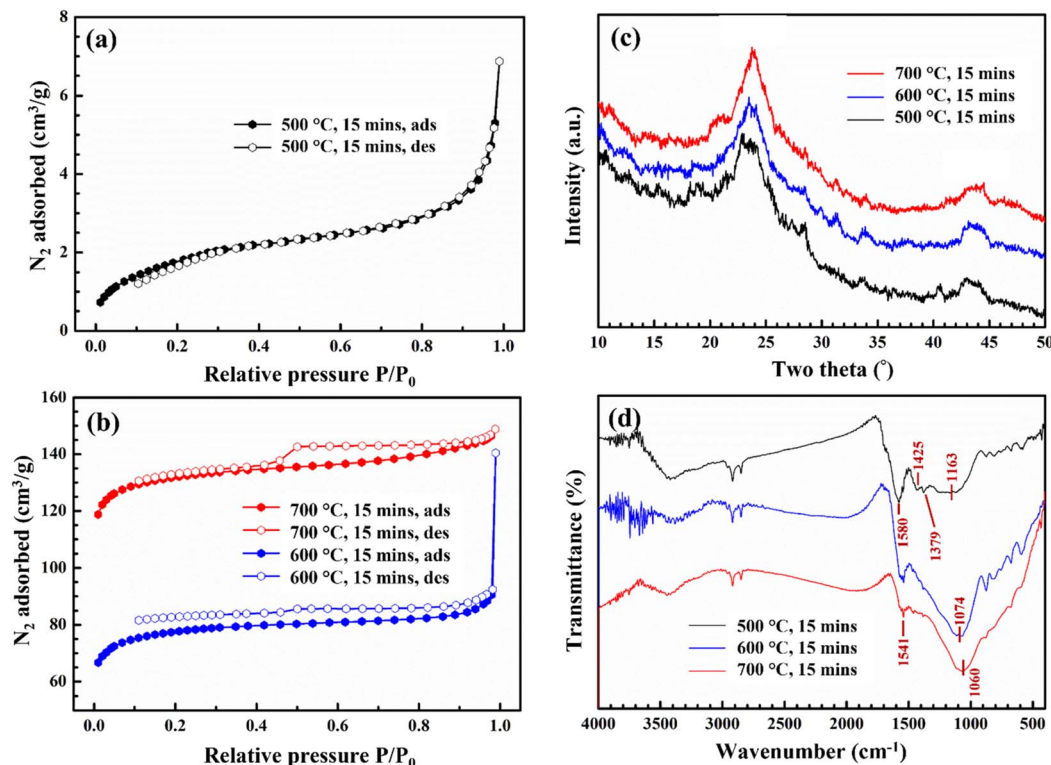 (a)
8
6
4
2
0
N₂ adsorbed (cm³/g)
500 °C, 15 mins, ads
500 °C, 15 mins, des
0.0 0.2 0.4 0.6 0.8 1.0
Relative pressure P/P₀
(c)
Intensity (a.u.)
700 °C, 15 mins
600 °C, 15 mins
500 °C, 15 mins
10 15 20 25 30 35 40 45 50
Two theta (°)
(b)
160
140
120
100
80
60
N₂ adsorbed (cm³/g)
700 °C, 15 mins, ads
700 °C, 15 mins, des
600 °C, 15 mins, ads
600 °C, 15 mins, des
0.0 0.2 0.4 0.6 0.8 1.0
Relative pressure P/P₀
(d)
Transmittance (%)
1425
1163
1580
1379
1074
1541
1060
500 °C, 15 mins
600 °C, 15 mins
700 °C, 15 mins
4000 3500 3000 2500 2000 1500 1000 500
Wavenumber (cm⁻¹)